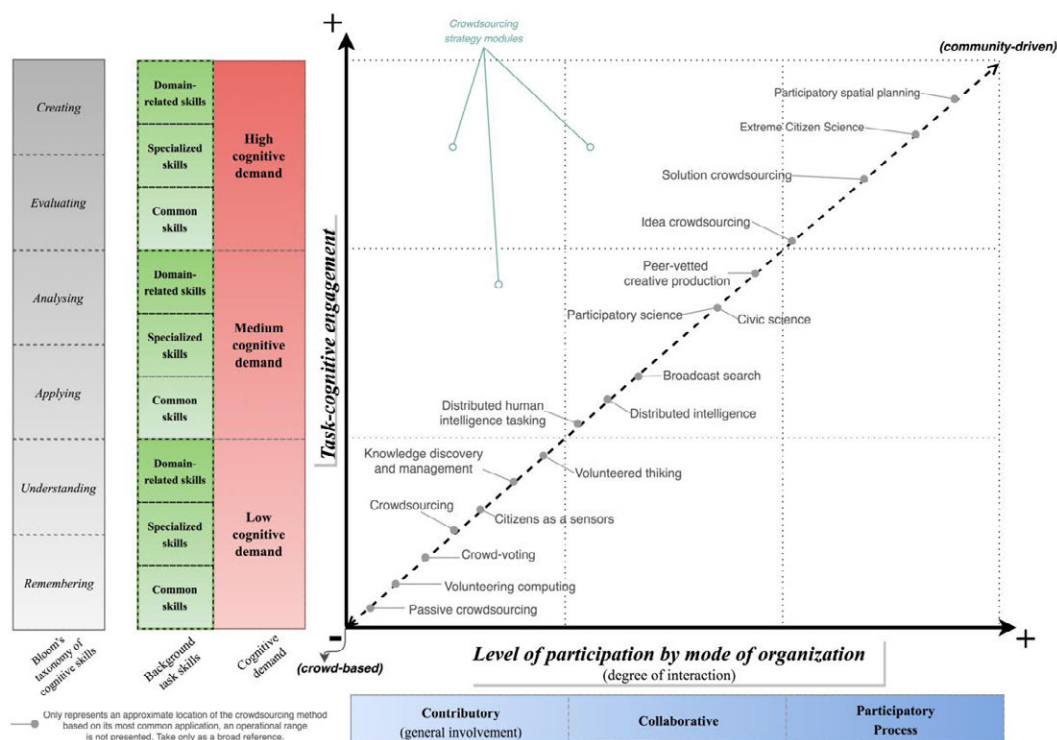 +
Crowdsourcing
strategy modules
(community-driven)
Creating
Evaluating
Analysing
Applying
Understanding
Remembering
Domain-
related skills
Specialized
skills
Common
skills
Domain-
related skills
Specialized
skills
Common
skills
Domain-
related skills
Specialized
skills
Common
skills
High
cognitive
demand
Medium
cognitive
demand
Low
cognitive
demand
Task-cognitive engagement
Participatory spatial planning
Extreme Citizen Science
Solution crowdsourcing
Idea crowdsourcing
Peer-vetted
creative production
Participatory science
Civic science
Broadcast search
Distributed human
intelligence tasking
Distributed intelligence
Knowledge discovery
and management
Volunteered thiking
Crowdsourcing
Citizens as a sensors
Crowd-voting
Volunteering computing
Passive crowdsourcing
-
+
(crowd-based)
Level of participation by mode of organization
(degree of interaction)
Bloom's
taxonomy of
cognitive skills
Background
task skills
Cognitive
demand
Only represents an approximate location of the crowdsourcing method
based on its most common application, an operational range
is not presented. Take only as a broad reference.
Contributory
(general involvement)
Collaborative
Participatory
Process